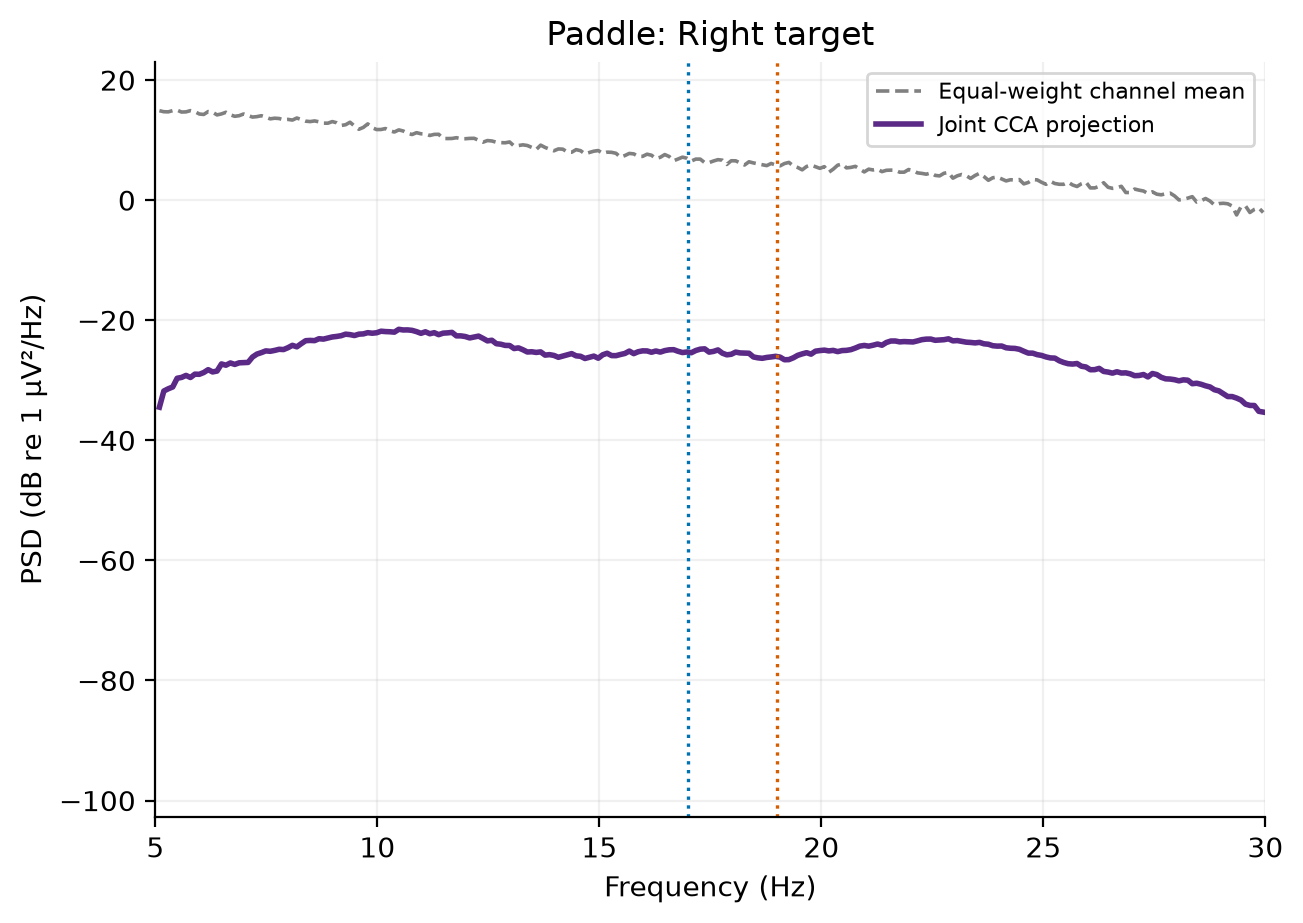 Paddle: Right target
Equal-weight channel mean
Joint CCA projection
PSD (dB re 1 µV²/Hz)
20
0
−20
−40
−60
−80
−100
5
10
15
20
25
30
Frequency (Hz)